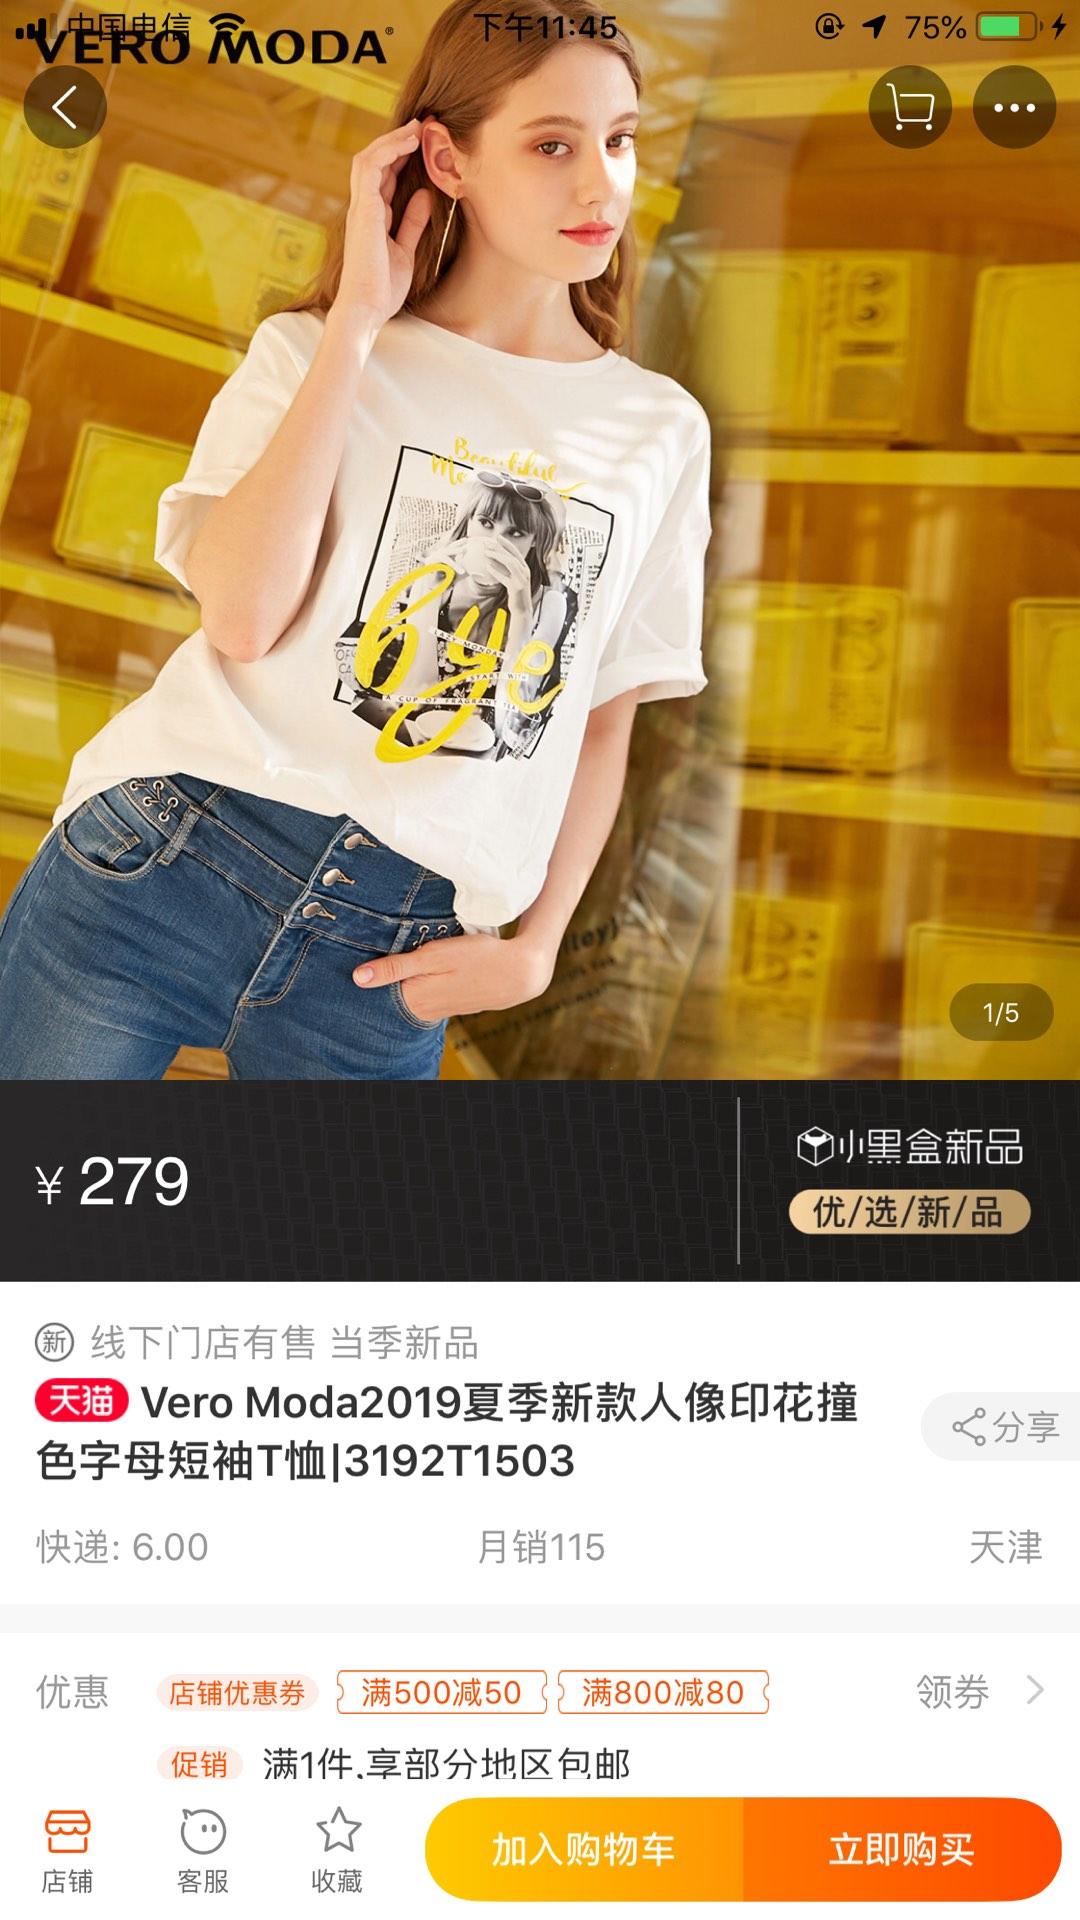 中国电信
下午11:45
75%
VERO MODA®
Beautiful
Me
bye
LAZY MONDAY
START WITH
A CUP OF FRAGRANT TEA
1/5
¥ 279
小黑盒新品
优/选/新/品
新 线下门店有售 当季新品
天猫 Vero Moda2019夏季新款人像印花撞
色字母短袖T恤|3192T1503
分享
快递: 6.00
月销115
天津
优惠
店铺优惠券
满500减50
满800减80
领券
促销
满1件,享部分地区包邮
店铺
客服
收藏
加入购物车
立即购买